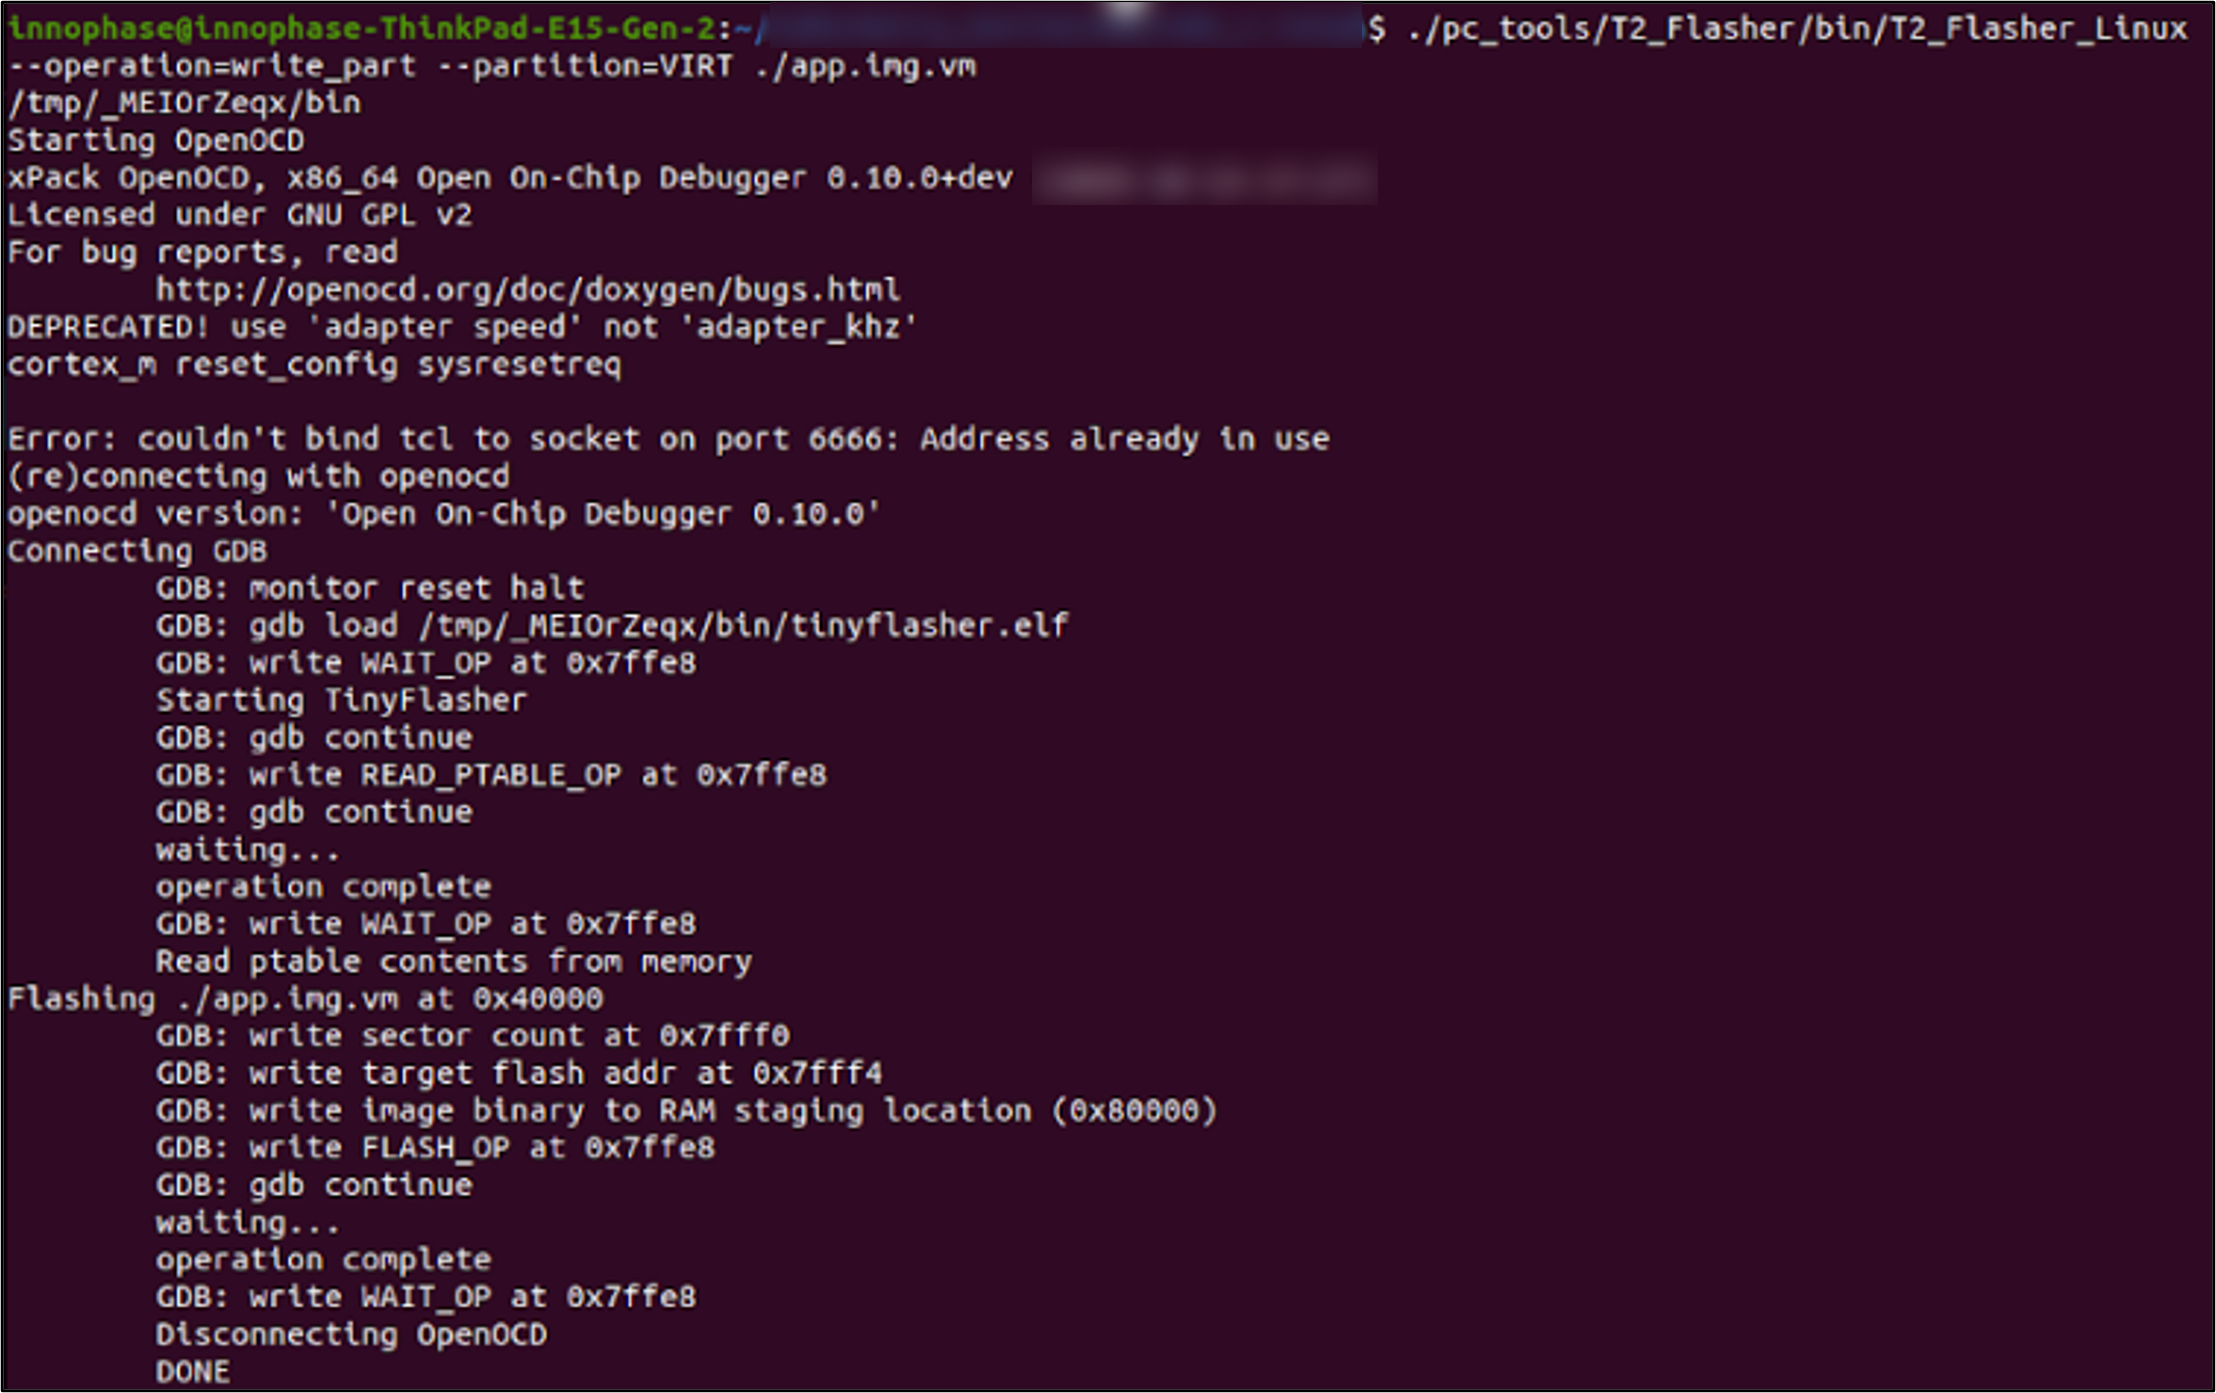 innophase@innophase-ThinkPad-E15-Gen-2:~/ $ ./pc_tools/T2_Flasher/bin/T2_Flasher_Linux
--operation=write_part --partition=VIRT ./app.img.vm
/tmp/_MEIOrZeqx/bin
Starting OpenOCD
xPack OpenOCD, x86_64 Open On-Chip Debugger 0.10.0+dev
Licensed under GNU GPL v2
For bug reports, read
http://openocd.org/doc/doxygen/bugs.html
DEPRECATED! use 'adapter speed' not 'adapter_khz'
cortex_m reset_config sysresetreq
Error: couldn't bind tcl to socket on port 6666: Address already in use
(re)connecting with openocd
openocd version: 'Open On-Chip Debugger 0.10.0'
Connecting GDB
GDB: monitor reset halt
GDB: gdb load /tmp/_MEIOrZeqx/bin/tinyflasher.elf
GDB: write WAIT_OP at 0x7ffe8
Starting TinyFlasher
GDB: gdb continue
GDB: write READ_PTABLE_OP at 0x7ffe8
GDB: gdb continue
waiting...
operation complete
GDB: write WAIT_OP at 0x7ffe8
Read ptable contents from memory
Flashing ./app.img.vm at 0x40000
GDB: write sector count at 0x7fff0
GDB: write target flash addr at 0x7fff4
GDB: write image binary to RAM staging location (0x80000)
GDB: write FLASH_OP at 0x7ffe8
GDB: gdb continue
waiting...
operation complete
GDB: write WAIT_OP at 0x7ffe8
Disconnecting OpenOCD
DONE